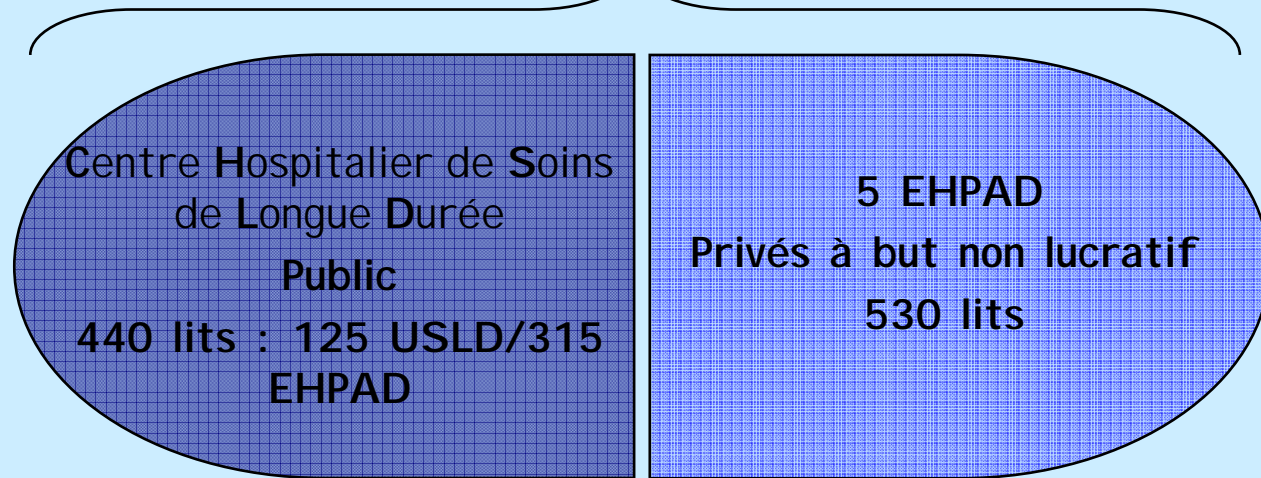 Centre Hospitalier de Soins
de Longue Durée
Public
440 lits : 125 USLD/315
EHPAD
5 EHPAD
Privés à but non lucratif
530 lits